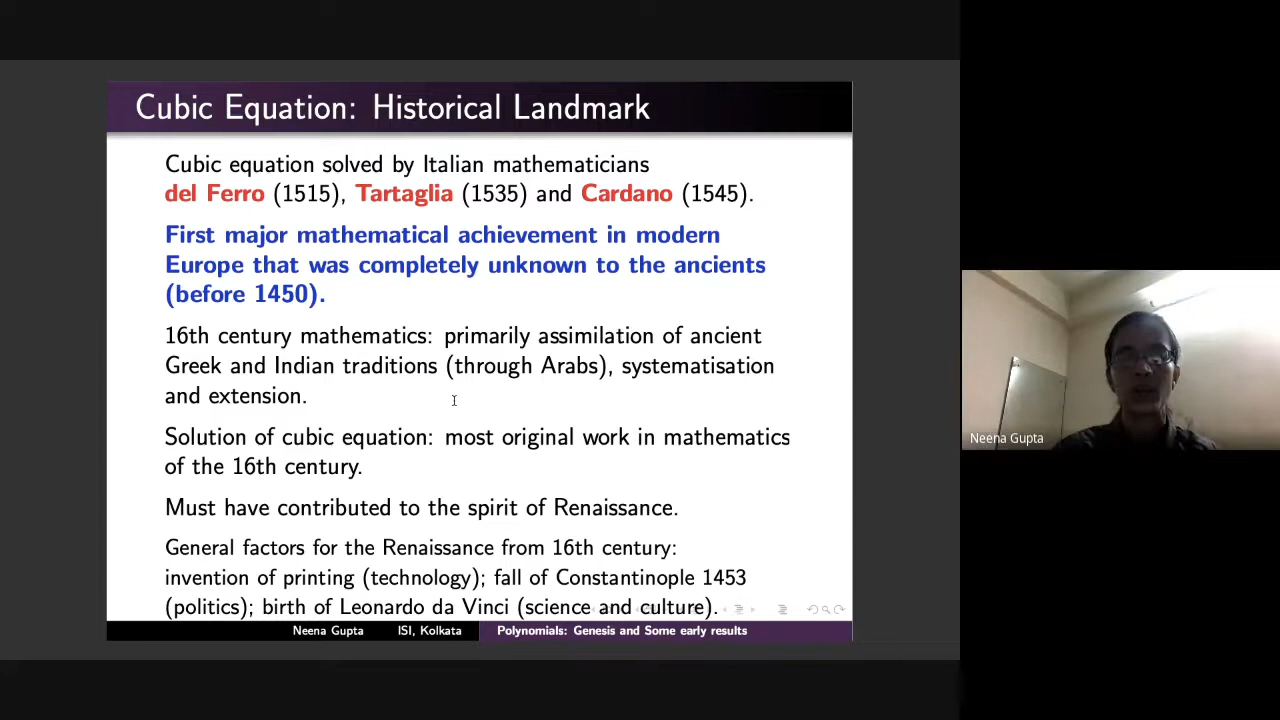 Cubic Equation: Historical Landmark
Cubic equation solved by Italian mathematicians
del Ferro (1515), Tartaglia (1535) and Cardano (1545).
First major mathematical achievement in modern
Europe that was completely unknown to the ancients
(before 1450).
16th century mathematics: primarily assimilation of ancient
Greek and Indian traditions (through Arabs), systematisation
and extension.
Solution of cubic equation: most original work in mathematics
of the 16th century.
Must have contributed to the spirit of Renaissance.
General factors for the Renaissance from 16th century:
invention of printing (technology); fall of Constantinople 1453
(politics); birth of Leonardo da Vinci (science and culture).
Neena Gupta ISI, Kolkata Polynomials: Genesis and Some early results
Neena Gupta